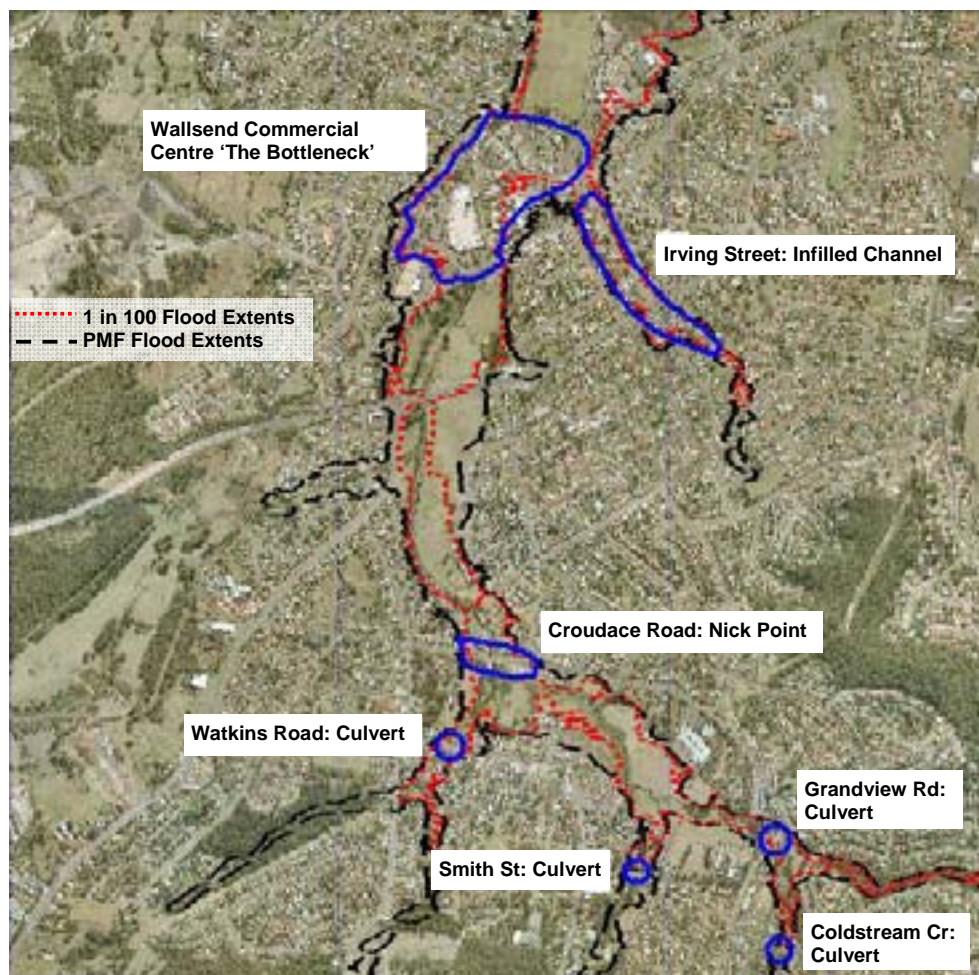 Wallsend Commercial
Centre ‘The Bottleneck’
Irving Street: Infilled Channel
1 in 100 Flood Extents
PMF Flood Extents
Croudace Road: Nick Point
Watkins Road: Culvert
Grandview Rd:
Culvert
Smith St: Culvert
Coldstream Cr:
Culvert